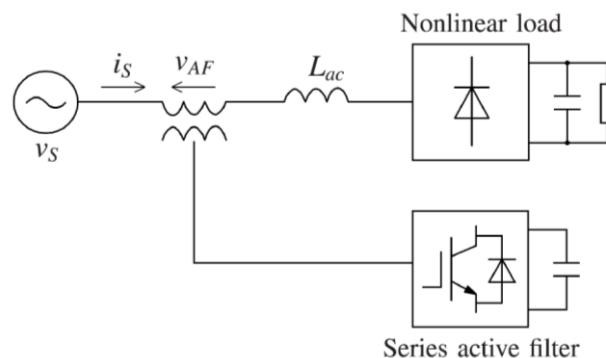 Nonlinear load
i_S
v_AF
L_ac
v_S
Series active filter